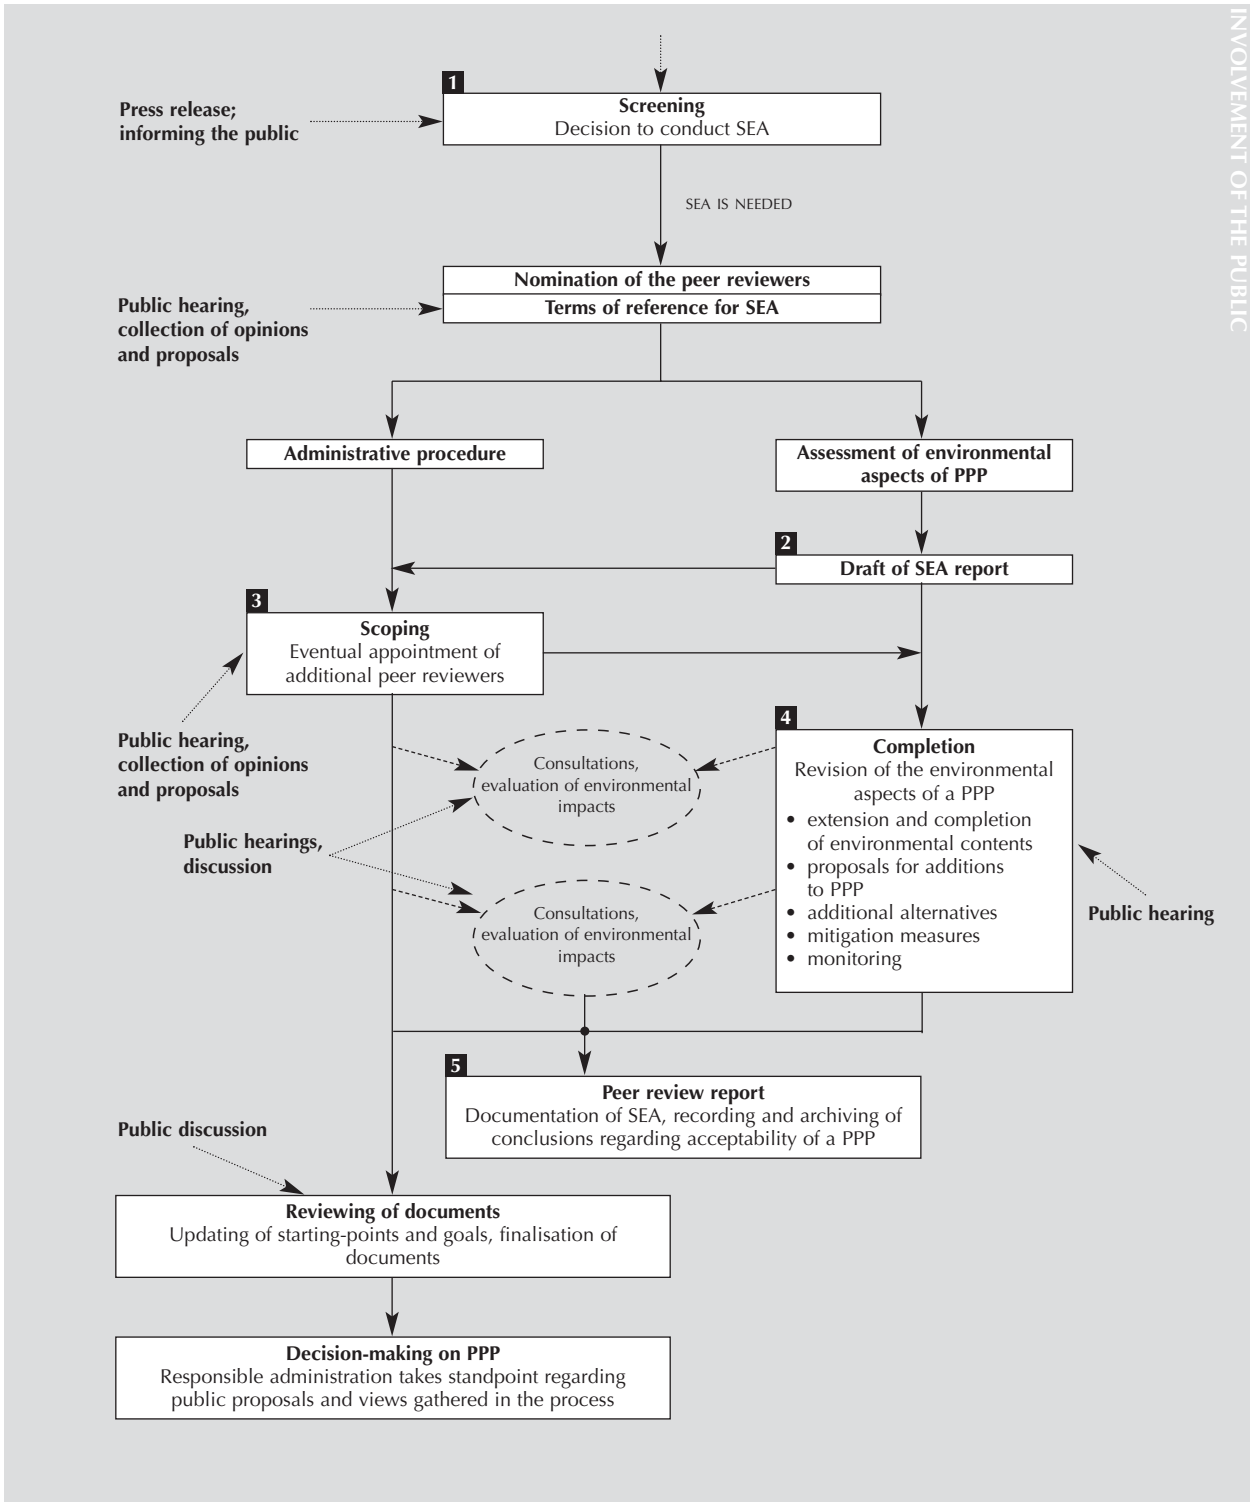 INVOLVEMENT OF THE PUBLIC
1
Screening
Decision to conduct SEA
Press release;
informing the public
SEA IS NEEDED
Nomination of the peer reviewers
Terms of reference for SEA
Public hearing,
collection of opinions
and proposals
Administrative procedure
Assessment of environmental
aspects of PPP
2
Draft of SEA report
3
Scoping
Eventual appointment of
additional peer reviewers
Public hearing,
collection of opinions
and proposals
4
Completion
Revision of the environmental
aspects of a PPP
• extension and completion
of environmental contents
• proposals for additions
to PPP
• additional alternatives
• mitigation measures
• monitoring
Consultations,
evaluation of environmental
impacts
Public hearings,
discussion
Consultations,
evaluation of environmental
impacts
Public hearing
5
Peer review report
Documentation of SEA, recording and archiving of
conclusions regarding acceptability of a PPP
Public discussion
Reviewing of documents
Updating of starting-points and goals, finalisation of
documents
Decision-making on PPP
Responsible administration takes standpoint regarding
public proposals and views gathered in the process